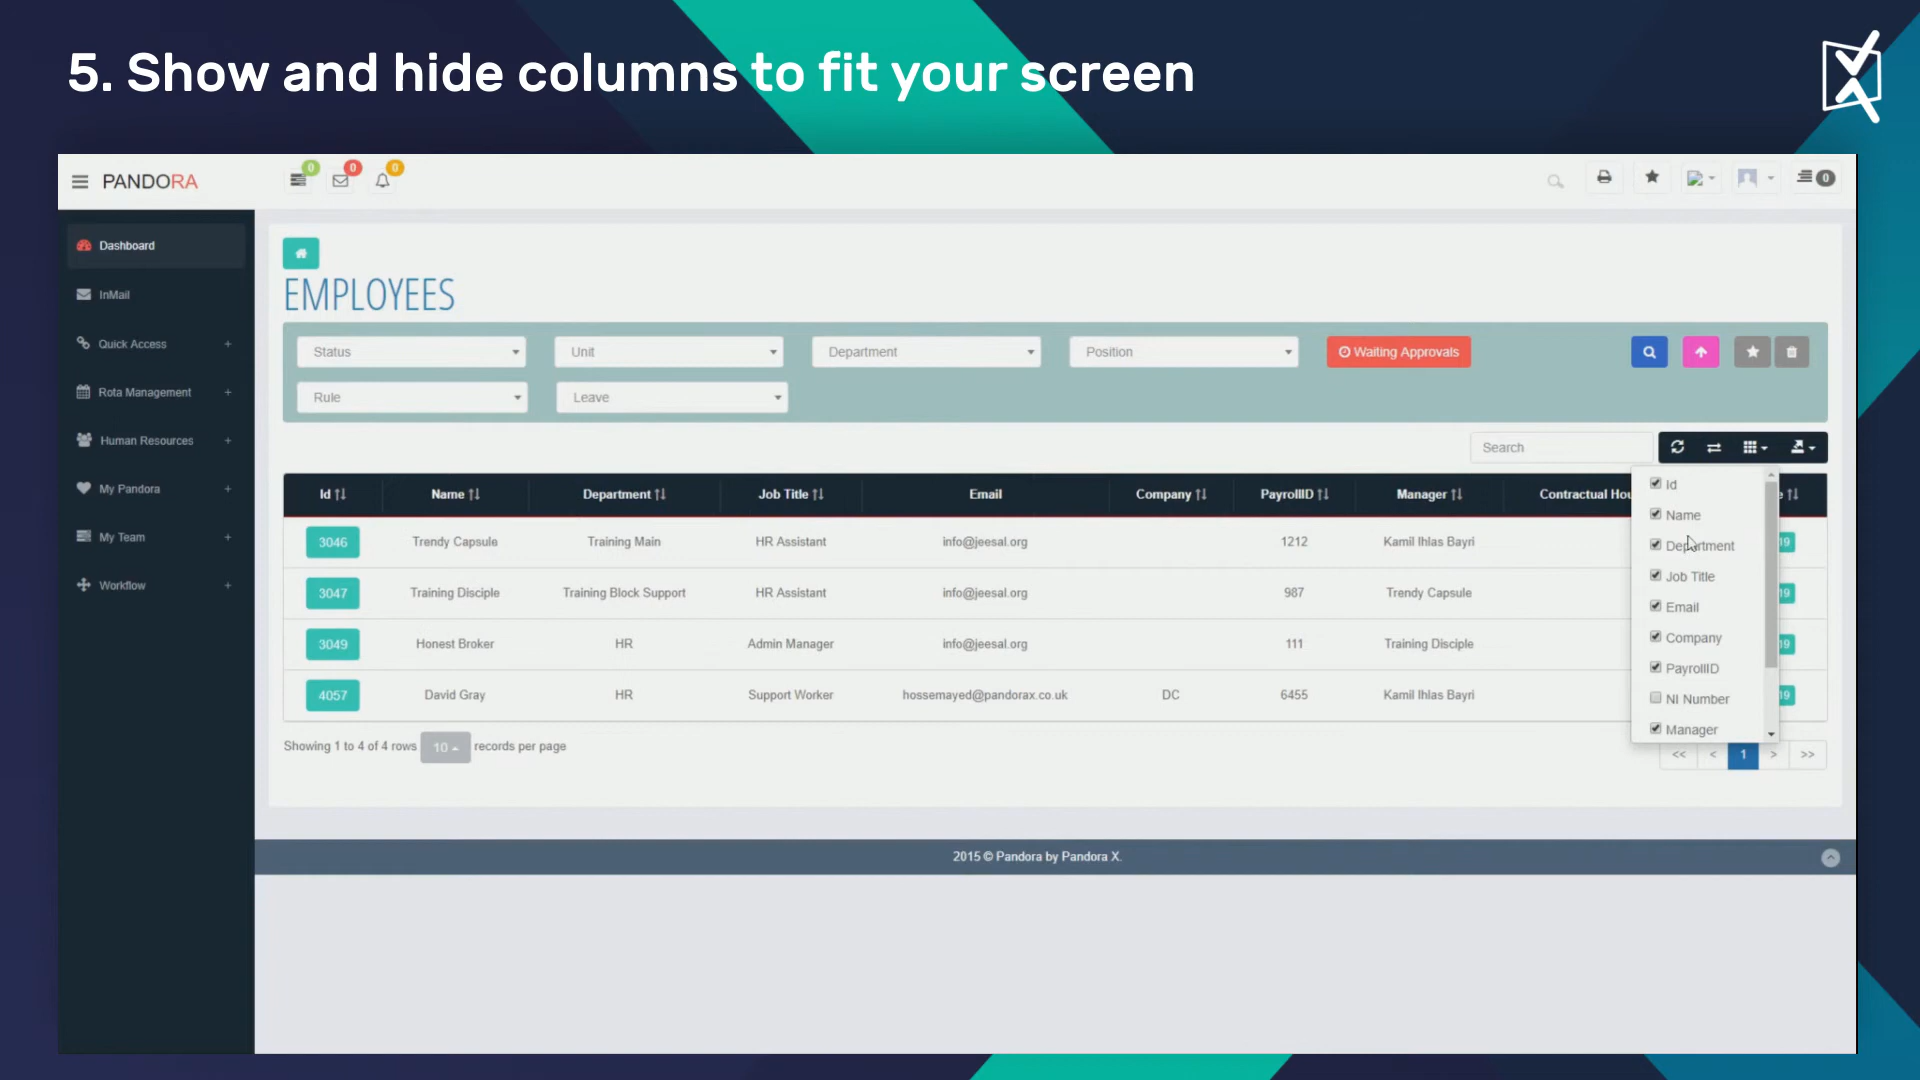 5. Show and hide columns to fit your screen
PANDORA
0
0
0
0
Dashboard
InMail
Quick Access +
Rota Management +
Human Resources +
My Pandora +
My Team +
Workflow +
EMPLOYEES
Status
Unit
Department
Position
Waiting Approvals
Rule
Leave
Search
Id Name Department Job Title Email Company PayrollID Manager Contractual Hou
3046 Trendy Capsule Training Main HR Assistant info@jeesal.org 1212 Kamil Ihlas Bayri 19
3047 Training Disciple Training Block Support HR Assistant info@jeesal.org 987 Trendy Capsule 19
3049 Honest Broker HR Admin Manager info@jeesal.org 111 Training Disciple 19
4057 David Gray HR Support Worker hossemayed@pandorax.co.uk DC 6455 Kamil Ihlas Bayri 19
Id
Name
Department
Job Title
Email
Company
PayrollID
NI Number
Manager
Showing 1 to 4 of 4 rows 10 records per page
<< < 1 > >>
2015 © Pandora by Pandora X.